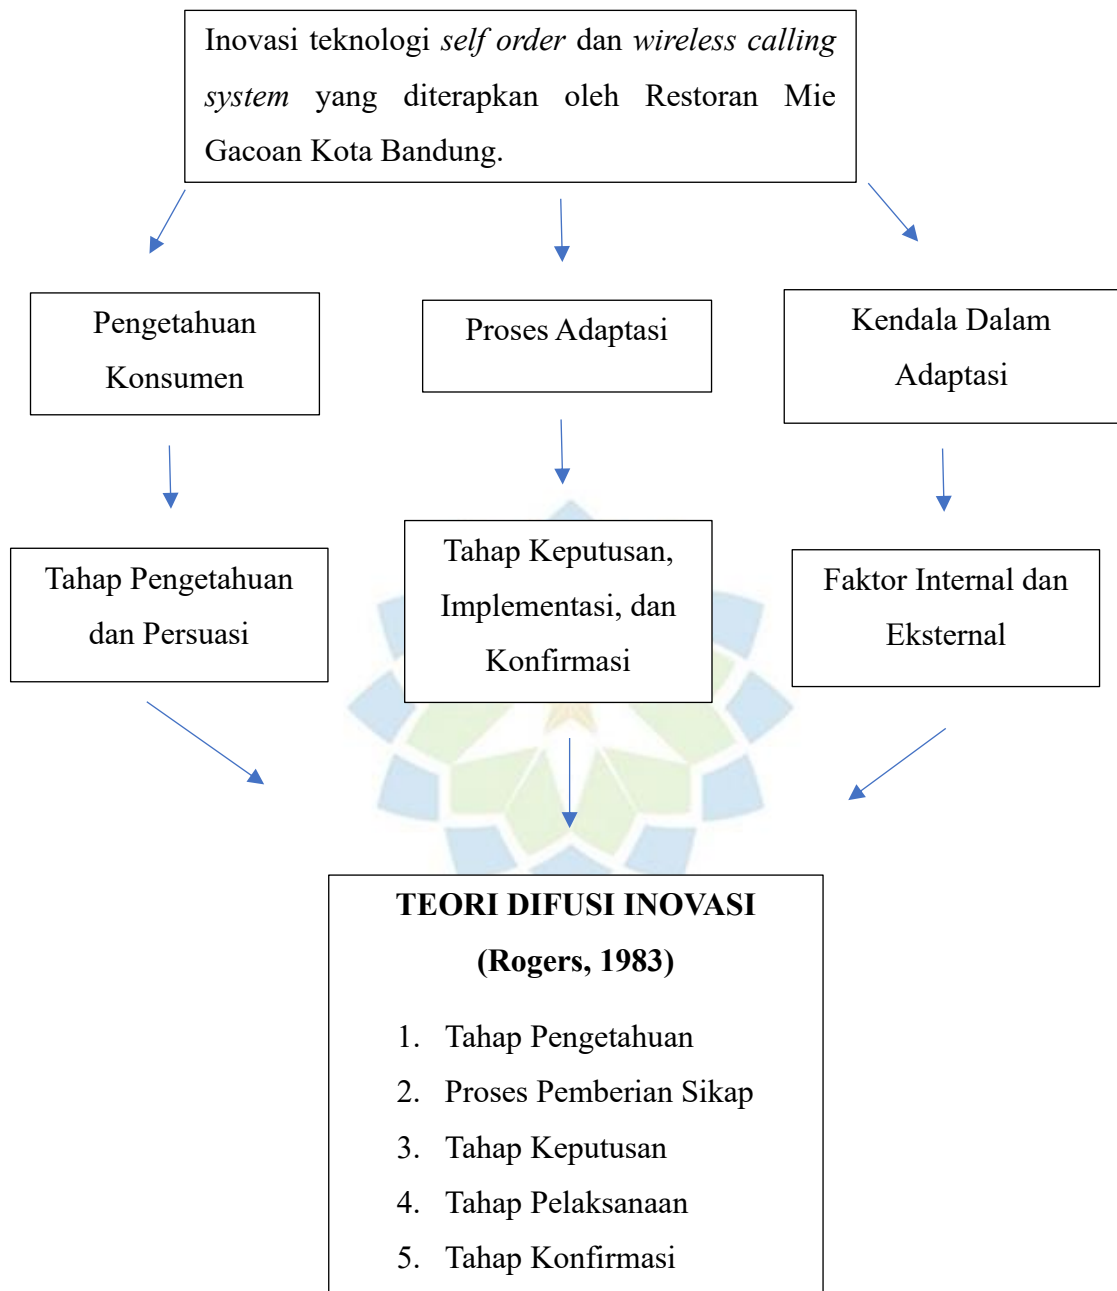 Inovasi teknologi self order dan wireless calling
system yang diterapkan oleh Restoran Mie
Gacoan Kota Bandung.
Pengetahuan
Konsumen
Proses Adaptasi
Kendala Dalam
Adaptasi
Tahap Pengetahuan
dan Persuasi
Tahap Keputusan,
Implementasi, dan
Konfirmasi
Faktor Internal dan
Eksternal
TEORI DIFUSI INOVASI
(Rogers, 1983)
1. Tahap Pengetahuan
2. Proses Pemberian Sikap
3. Tahap Keputusan
4. Tahap Pelaksanaan
5. Tahap Konfirmasi